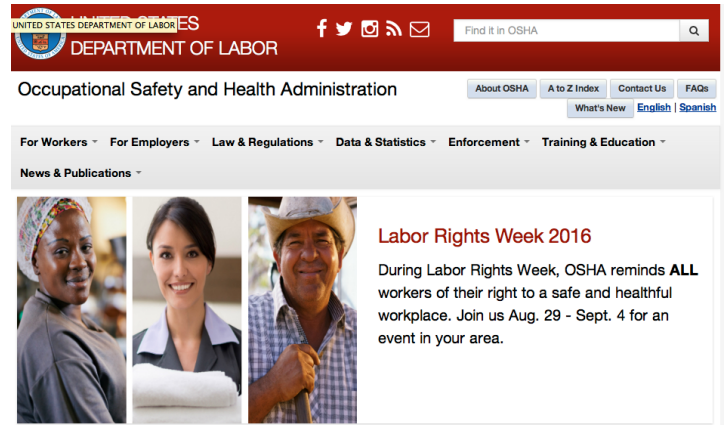 UNITED STATES DEPARTMENT OF LABOR
ES
DEPARTMENT OF LABOR
Find it in OSHA
Occupational Safety and Health Administration
About OSHA A to Z Index Contact Us FAQs
What's New English | Spanish
For Workers For Employers Law & Regulations Data & Statistics Enforcement Training & Education
News & Publications
Labor Rights Week 2016
During Labor Rights Week, OSHA reminds ALL
workers of their right to a safe and healthful
workplace. Join us Aug. 29 - Sept. 4 for an
event in your area.